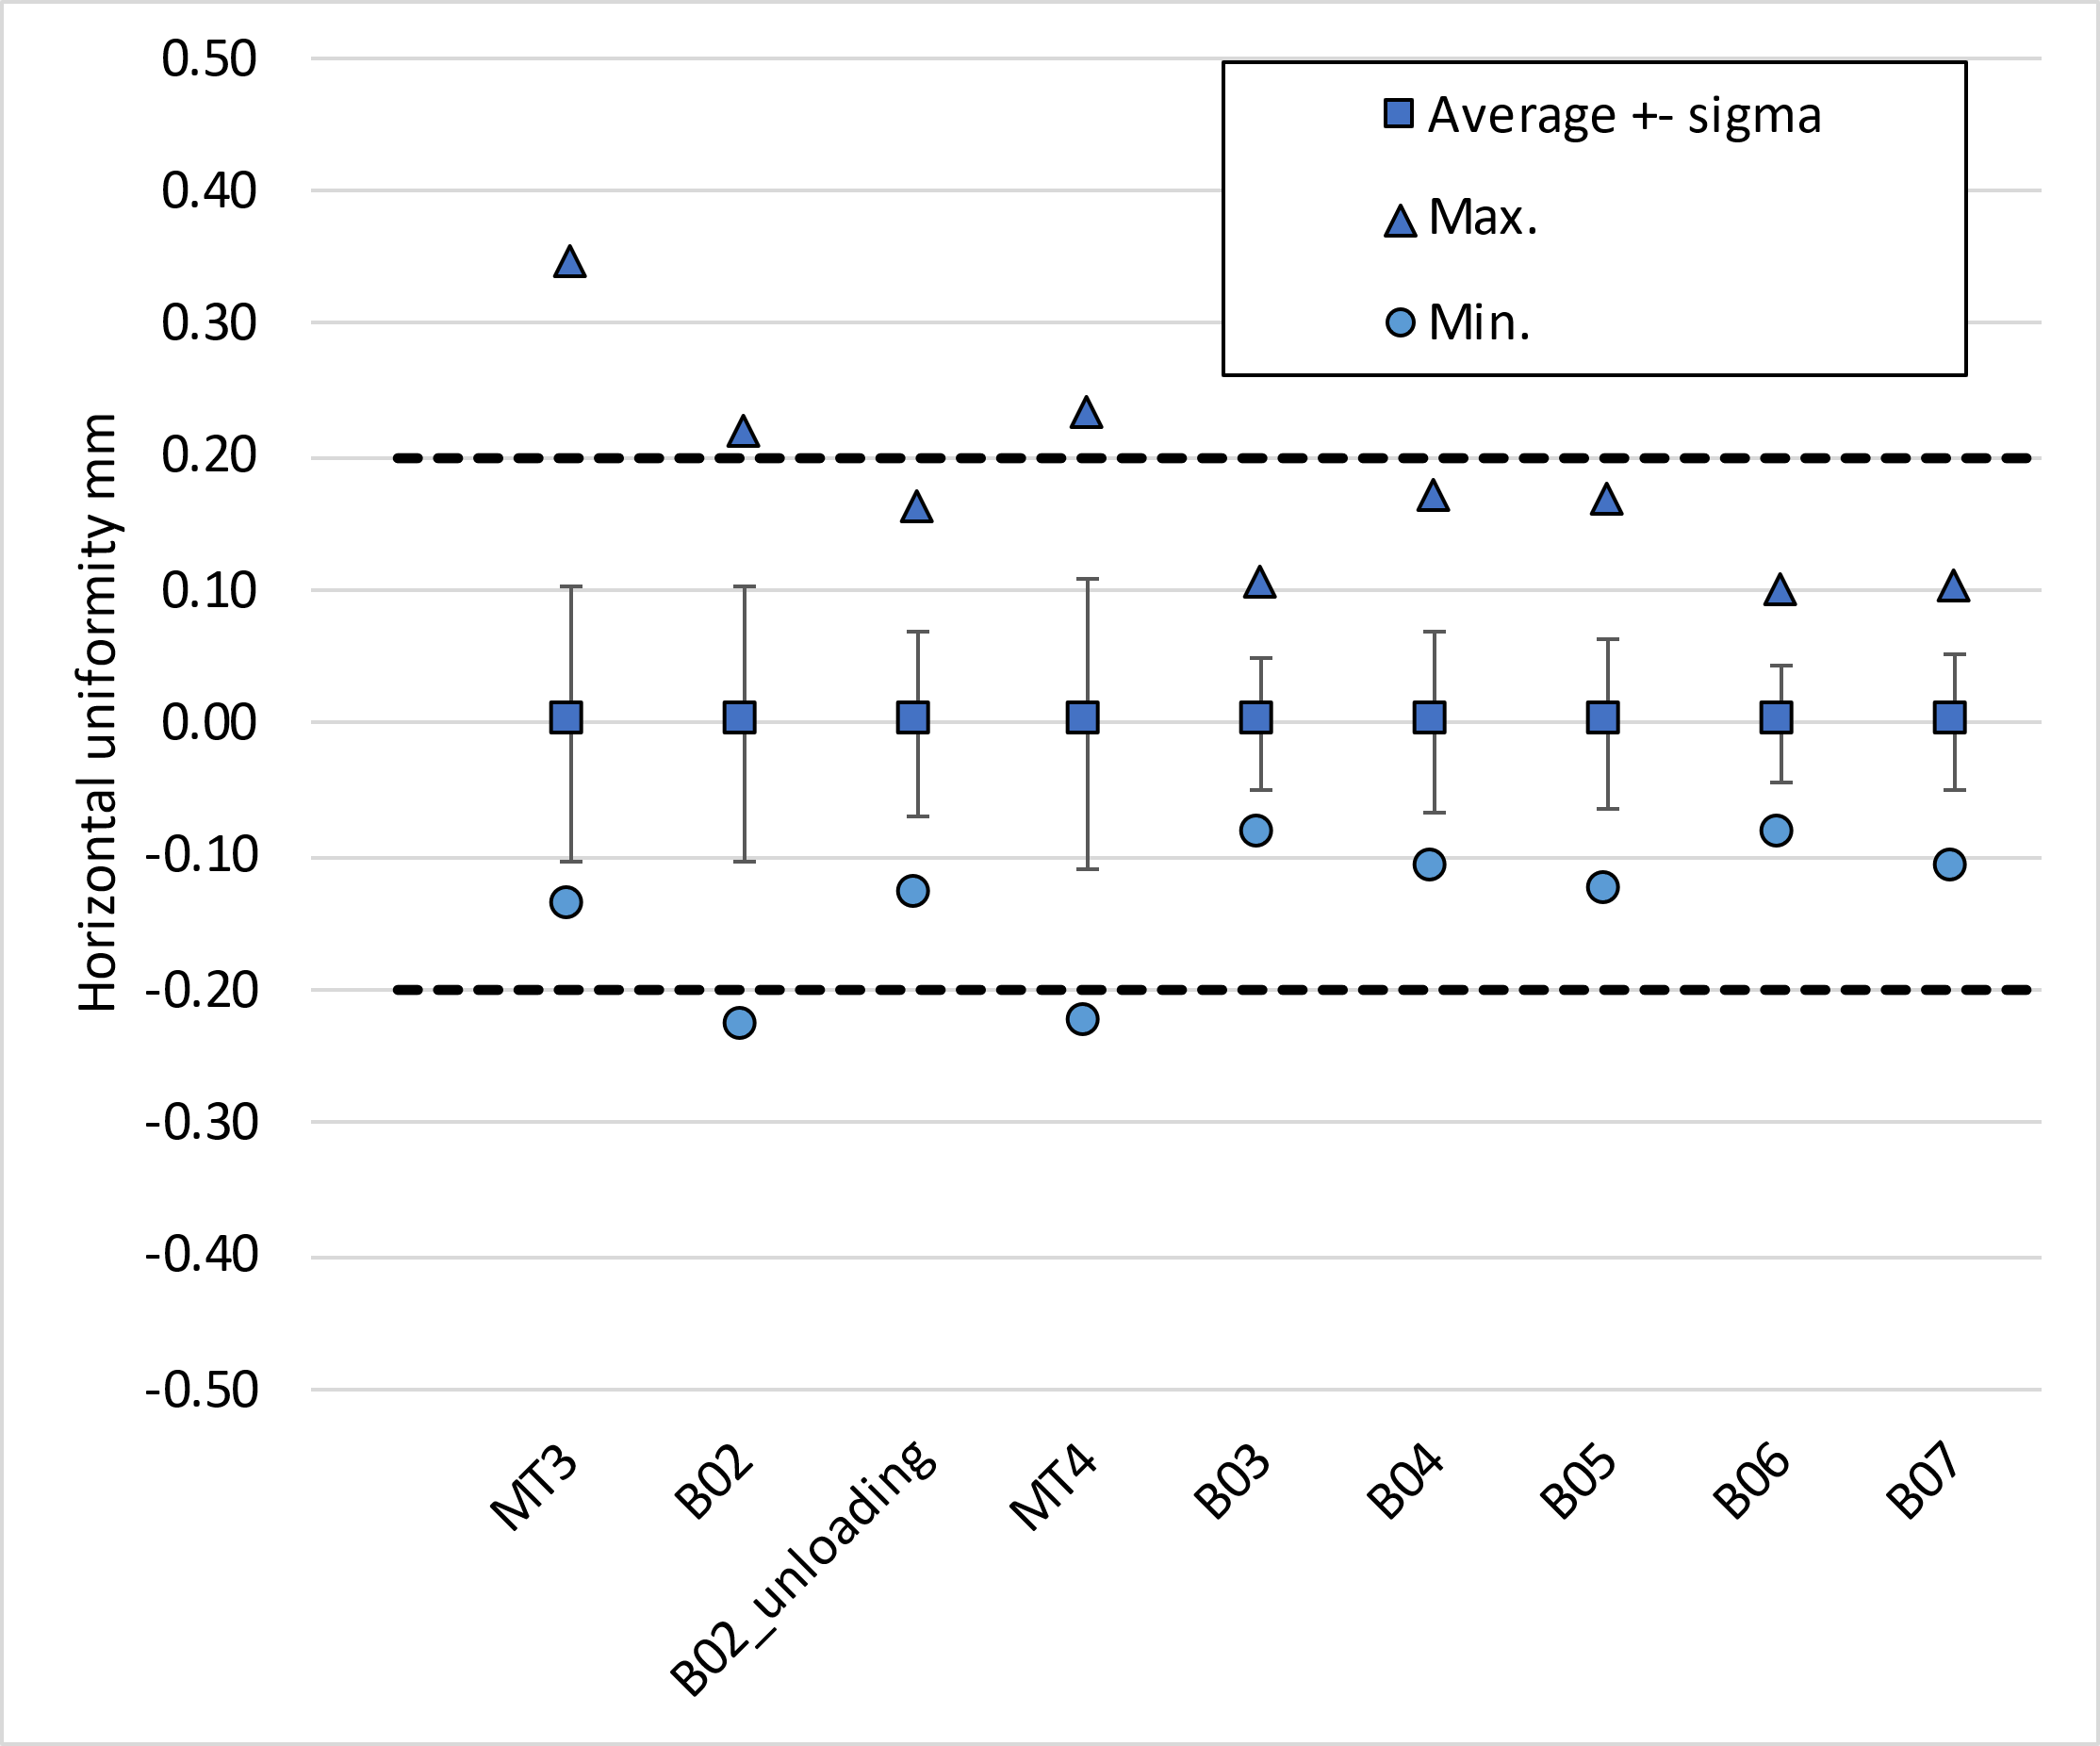 0.50
0.40
0.30
0.20
0.10
0.00
-0.10
-0.20
-0.30
-0.40
-0.50
Horizontal uniformity mm
Average +- sigma
Max.
Min.
MT3
B02
B02_unloading
MT4
B03
B04
B05
B06
B07